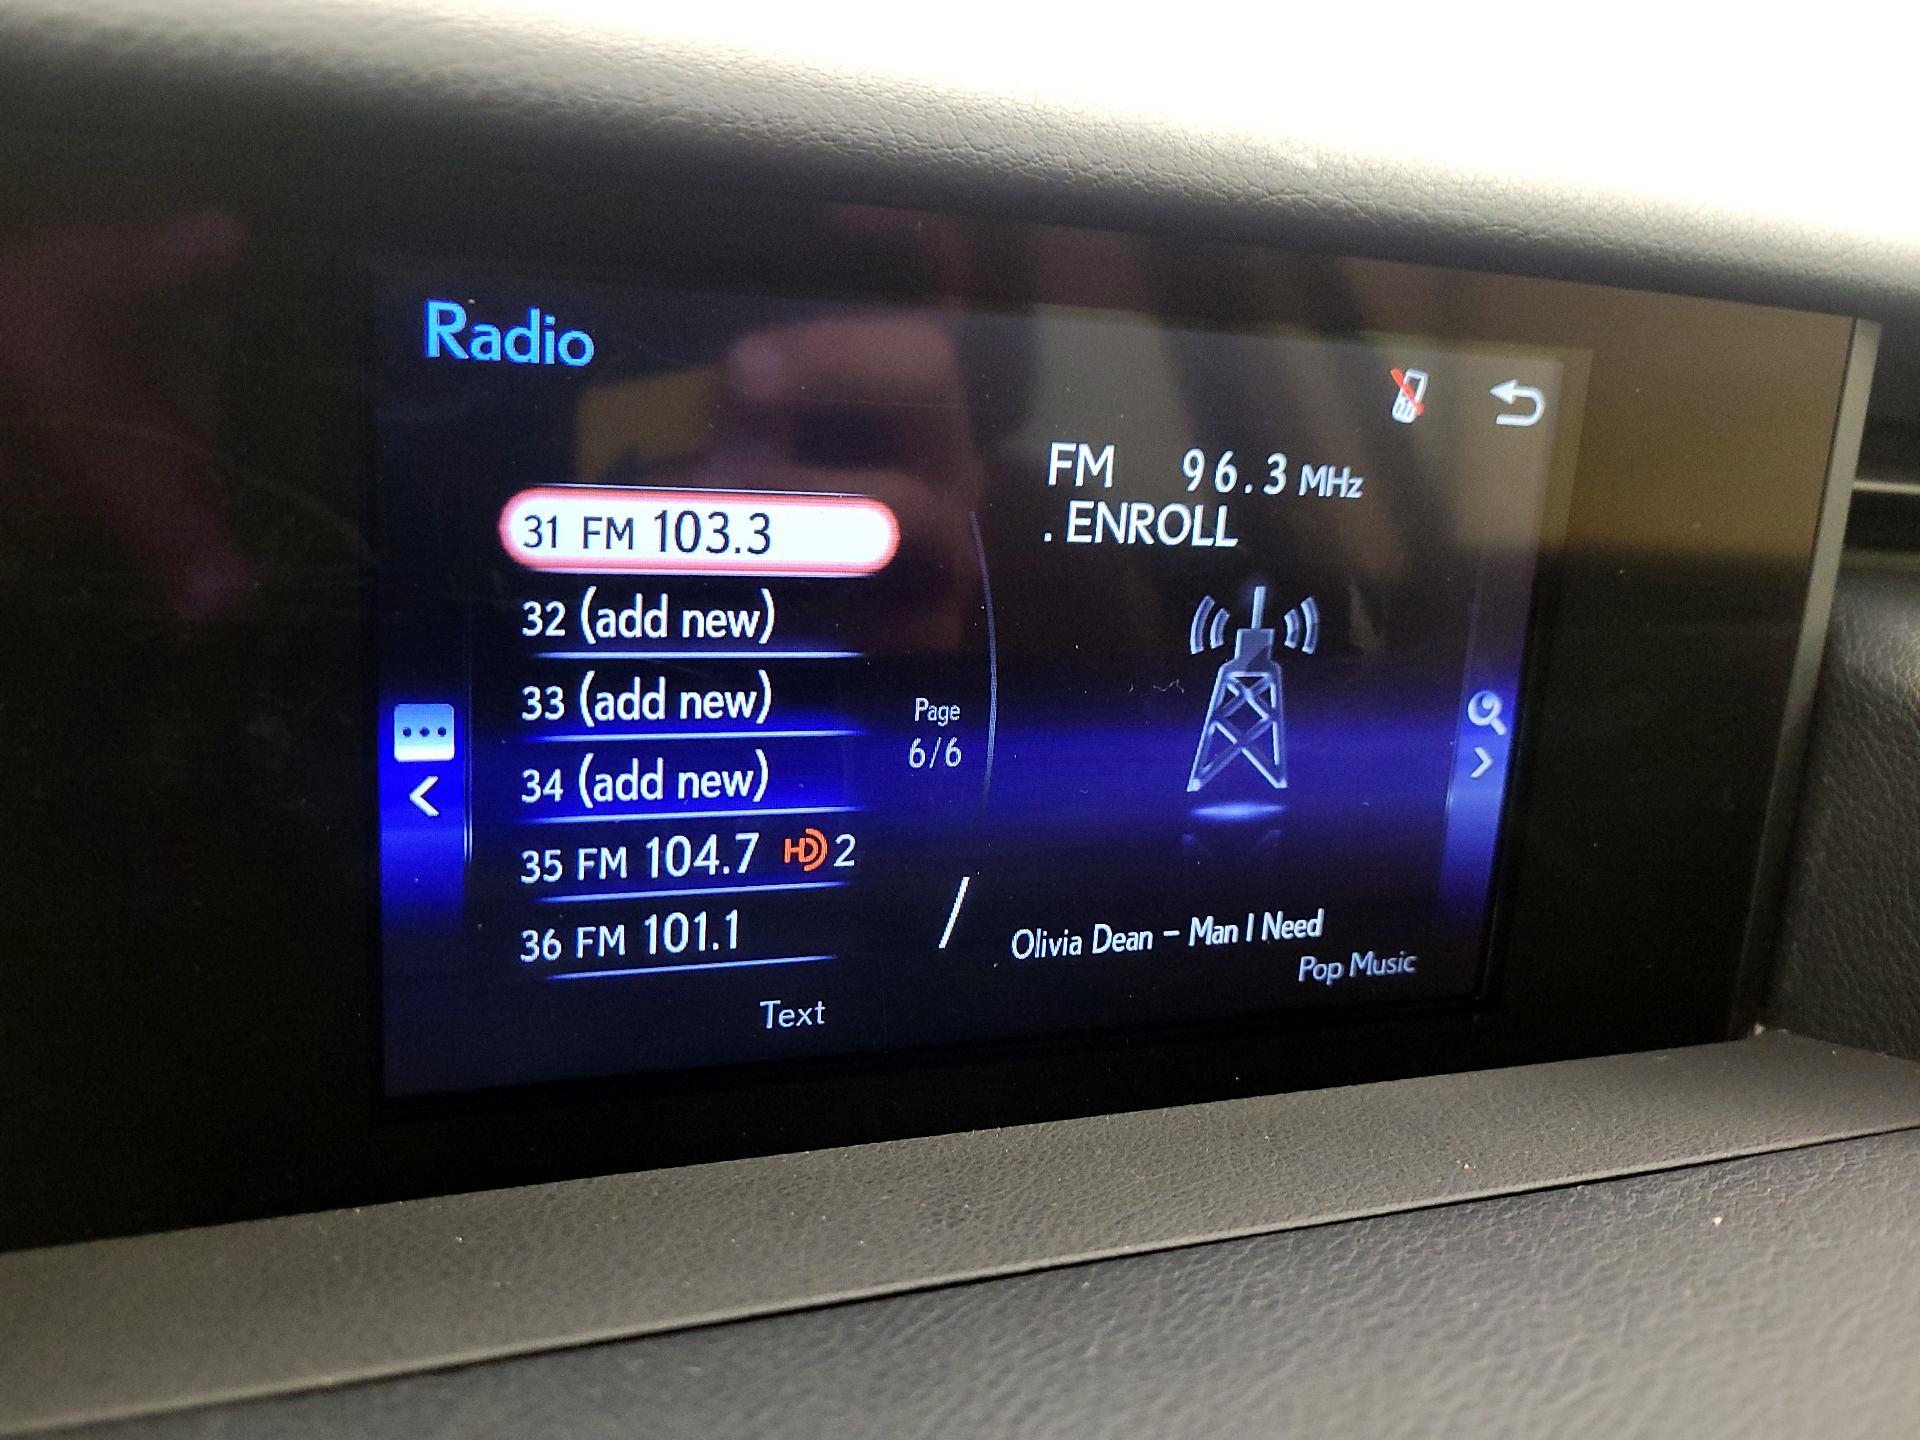 Radio
FM 96.3 MHz
. ENROLL
31 FM 103.3
32 (add new)
33 (add new)
34 (add new)
35 FM 104.7 HD 2
36 FM 101.1
Page
6/6
/
Olivia Dean – Man I Need
Pop Music
Text